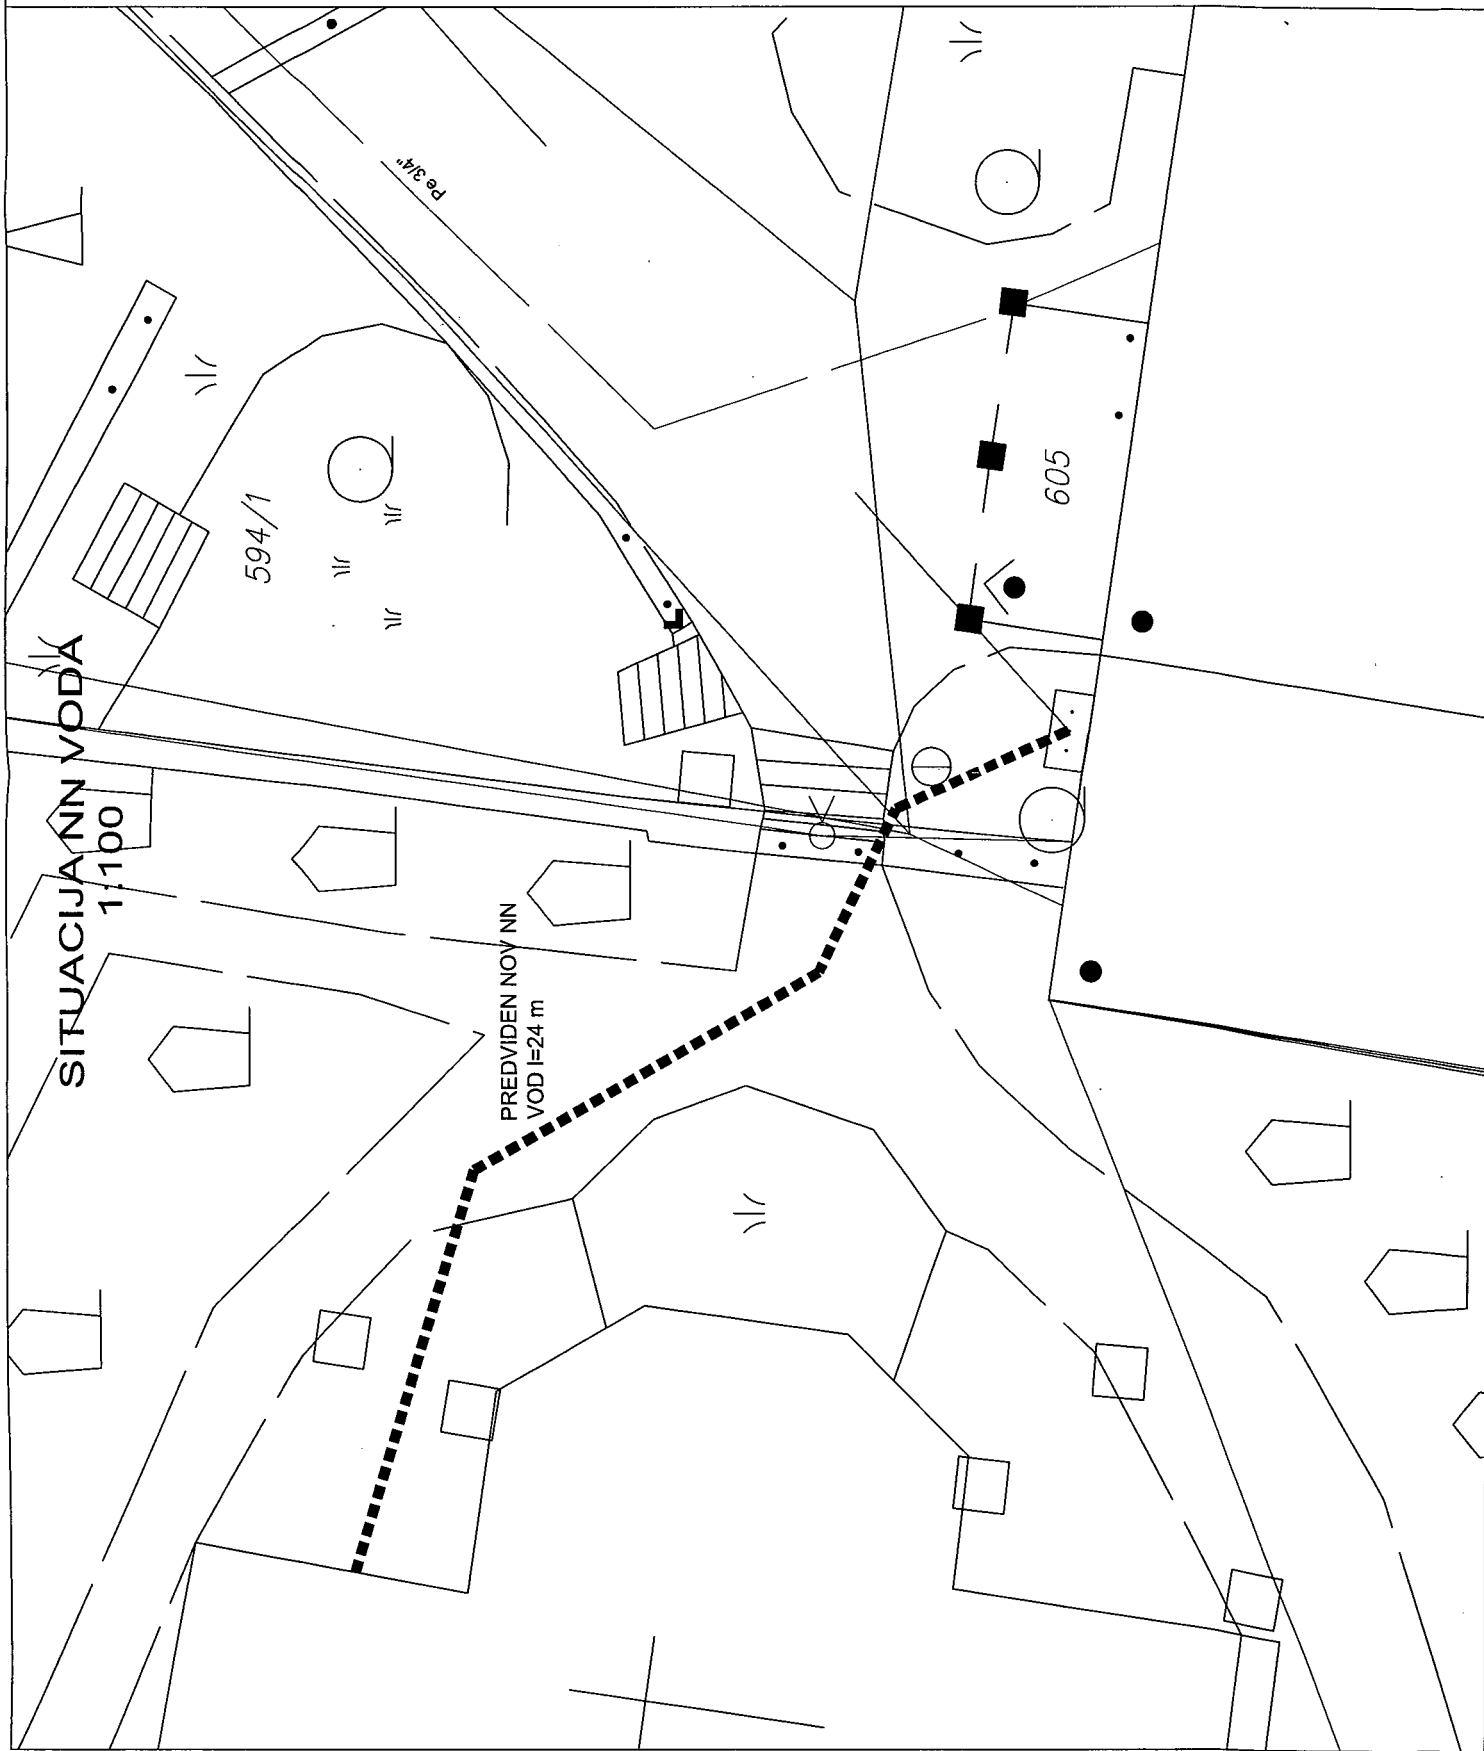 SITUACIJA NN VODA
1:100
Pe 3/4"
594/1
605
PREDVIDEN NOV NN
VOD l=24 m